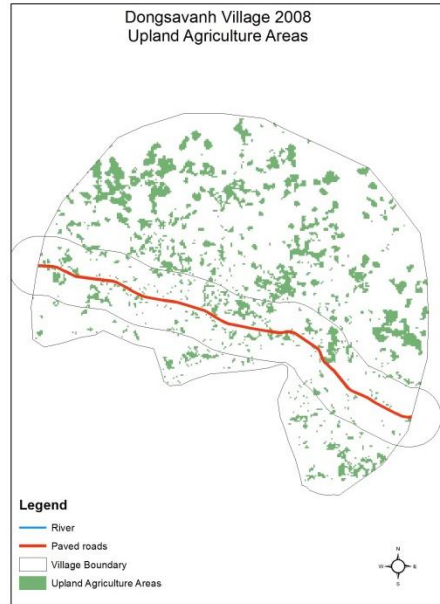 Dongsavanh Village 2008
Upland Agriculture Areas
Legend
River
Paved roads
Village Boundary
Upland Agriculture Areas
N
W E
S